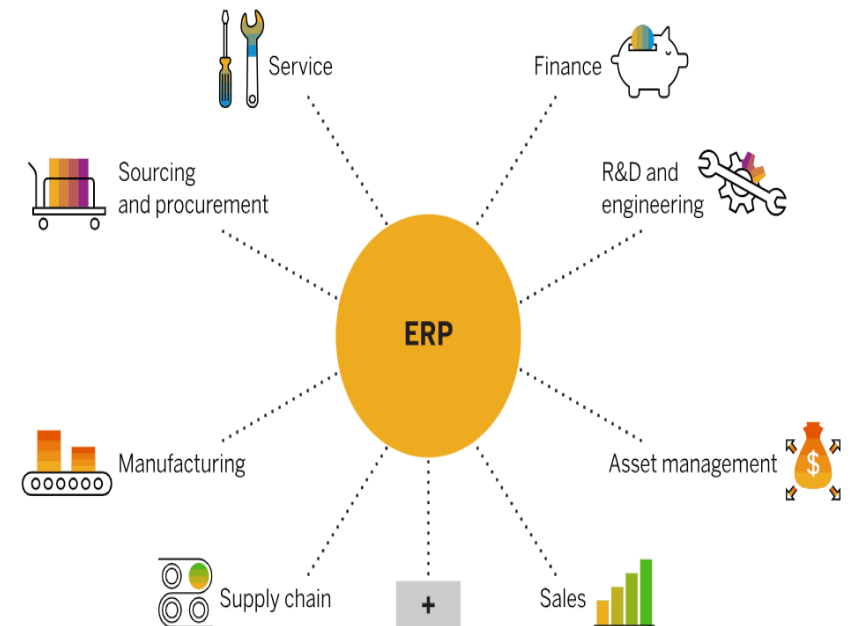 Service
Finance
Sourcing
and procurement
R&D and
engineering
ERP
Manufacturing
Asset management
$
Supply chain
+
Sales